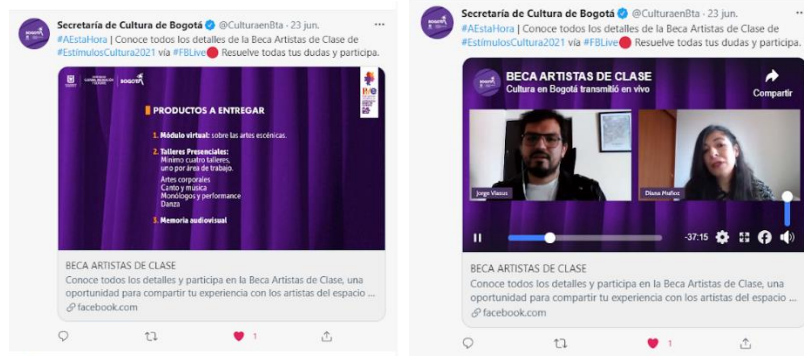 Secretaría de Cultura de Bogotá @CulturaenBta · 23 jun.
#AEstaHora | Conoce todos los detalles de la Beca Artistas de Clase de
#EstímulosCultura2021 vía #FBLive Resuelve todas tus dudas y participa.
BOGOTÁ
PRODUCTOS A ENTREGAR
1. Módulo virtual: sobre las artes escénicas.
2. Talleres Presenciales:
Mínimo cuatro talleres,
uno por área de trabajo.
Artes corporales
Canto y música
Monólogos y performance
Danza
3. Memoria audiovisual
BECA ARTISTAS DE CLASE
Conoce todos los detalles y participa en la Beca Artistas de Clase, una
oportunidad para compartir tu experiencia con los artistas del espacio ...
facebook.com
1
Secretaría de Cultura de Bogotá @CulturaenBta · 23 jun.
#AEstaHora | Conoce todos los detalles de la Beca Artistas de Clase de
#EstímulosCultura2021 vía #FBLive Resuelve todas tus dudas y participa.
BECA ARTISTAS DE CLASE
Cultura en Bogotá transmitió en vivo
Compartir
Jorge Vlasus
Diana Muñoz
-37:15
BECA ARTISTAS DE CLASE
Conoce todos los detalles y participa en la Beca Artistas de Clase, una
oportunidad para compartir tu experiencia con los artistas del espacio ...
facebook.com
1